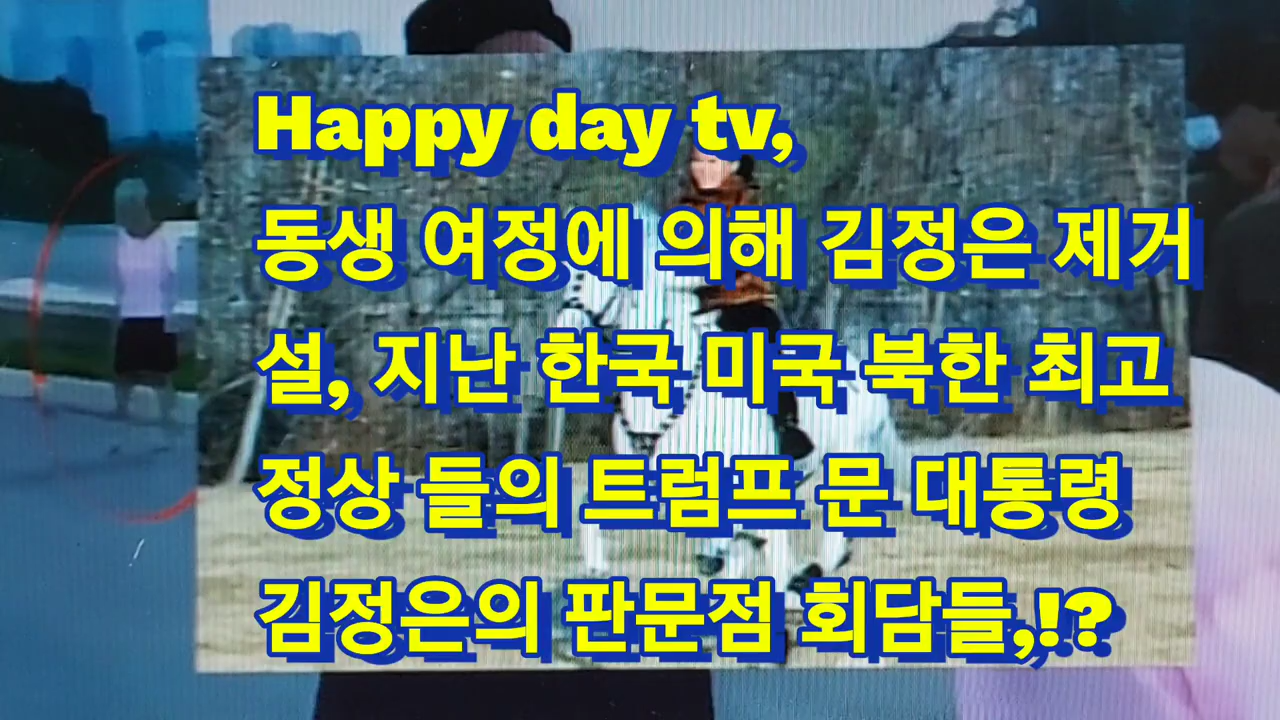 Happy day tv,
동생 여정에 의해 김정은 제거
설, 지난 한국 미국 북한 최고
정상 들의 트럼프 문 대통령
김정은의 판문점 회담들,!?